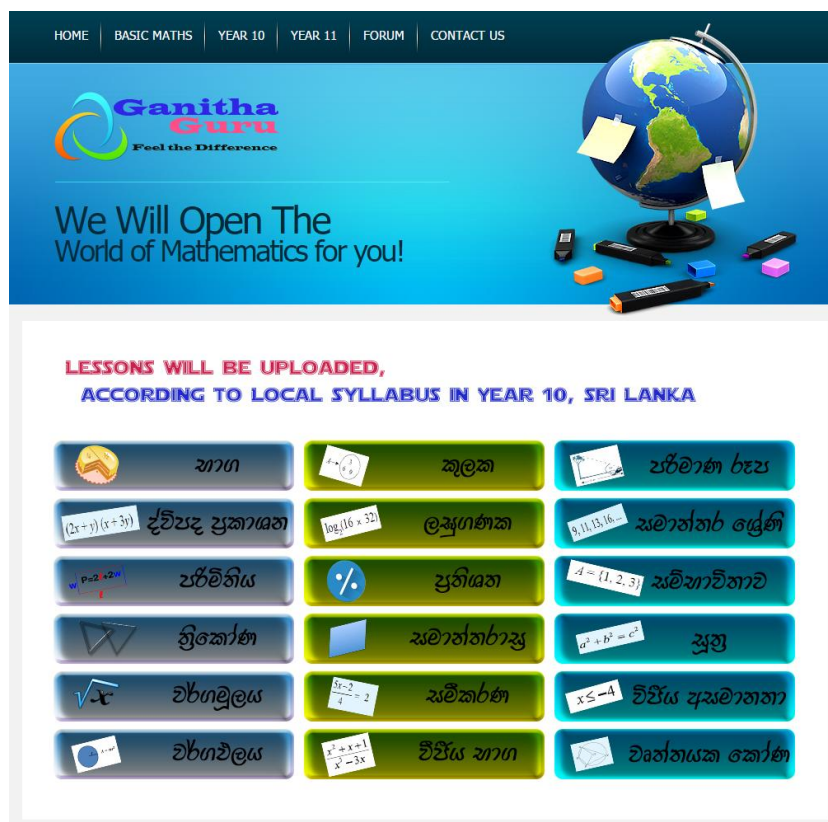 HOME BASIC MATHS YEAR 10 YEAR 11 FORUM CONTACT US
Ganitha
Guru
Feel the Difference
We Will Open The
World of Mathematics for you!
LESSONS WILL BE UPLOADED,
ACCORDING TO LOCAL SYLLABUS IN YEAR 10, SRI LANKA
භාග කුලක පරිමාණ රූප
(2x + y) (x + 3y) ද්විපද ප්‍රකාශන log₂(16 × 32) ලඝුගණක 9, 11, 13, 16, .. සමාන්තර ශ්‍රේණි
පරිමිතිය ප්‍රතිශත A = {1, 2, 3} සම්භාවිතාව
ත්‍රිකෝණ සමාන්තරාස්‍ර a² + b² = c² සූත්‍ර
√x වර්ගමූලය 5x−2/4 = 2 සමීකරණ x ≤ −4 වීජීය අසමානතා
වර්ගඵලය x² + x + 1/x² − 3x වීජීය භාග වෘත්තයක කෝණ